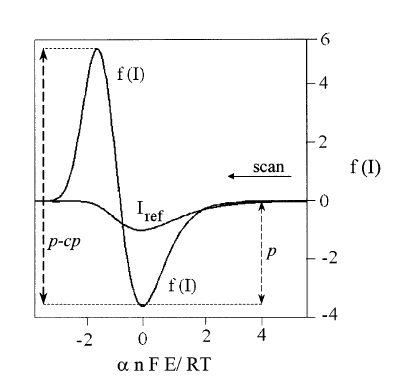 6
f (I)
4
2
scan
f (I)
I ref
0
p-cp
p
-2
f (I)
-4
-2 0 2 4
α n F E/ RT